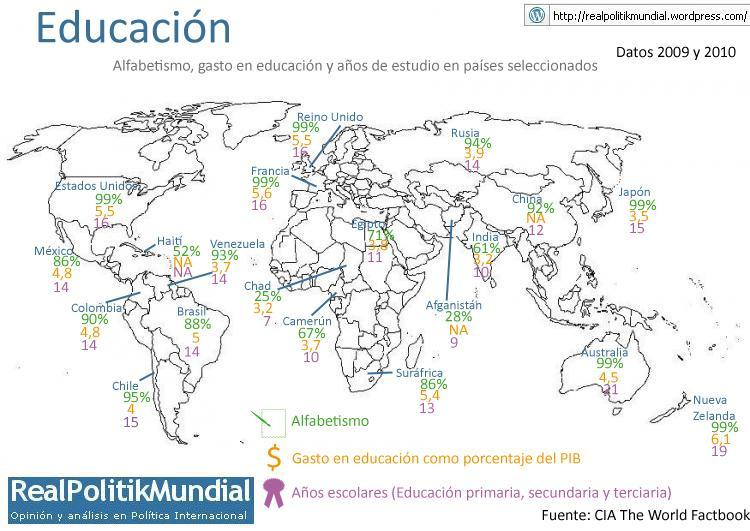 Educación
http://realpolitikmundial.wordpress.com/
Datos 2009 y 2010
Alfabetismo, gasto en educación y años de estudio en países seleccionados
Reino Unido
99%
5,5
16
Rusia
94%
3,9
14
Francia
99%
5,6
16
Estados Unidos
99%
5,5
16
China
92%
NA
12
Japón
99%
3,5
15
Egipto
71%
3,8
11
India
61%
3,2
10
México
86%
4,8
14
Haití
52%
NA
NA
Venezuela
93%
3,7
14
Chad
25%
3,2
7
Afganistán
28%
NA
9
Colombia
90%
4,8
14
Brasil
88%
5
14
Camerún
67%
3,7
10
Australia
99%
4,5
21
Chile
95%
4
15
Suráfrica
86%
5,4
13
Nueva
Zelanda
99%
6,1
19
Alfabetismo
$ Gasto en educación como porcentaje del PIB
Años escolares (Educación primaria, secundaria y terciaria)
RealPolitikMundial
Opinión y análisis en Política Internacional
Fuente: CIA The World Factbook